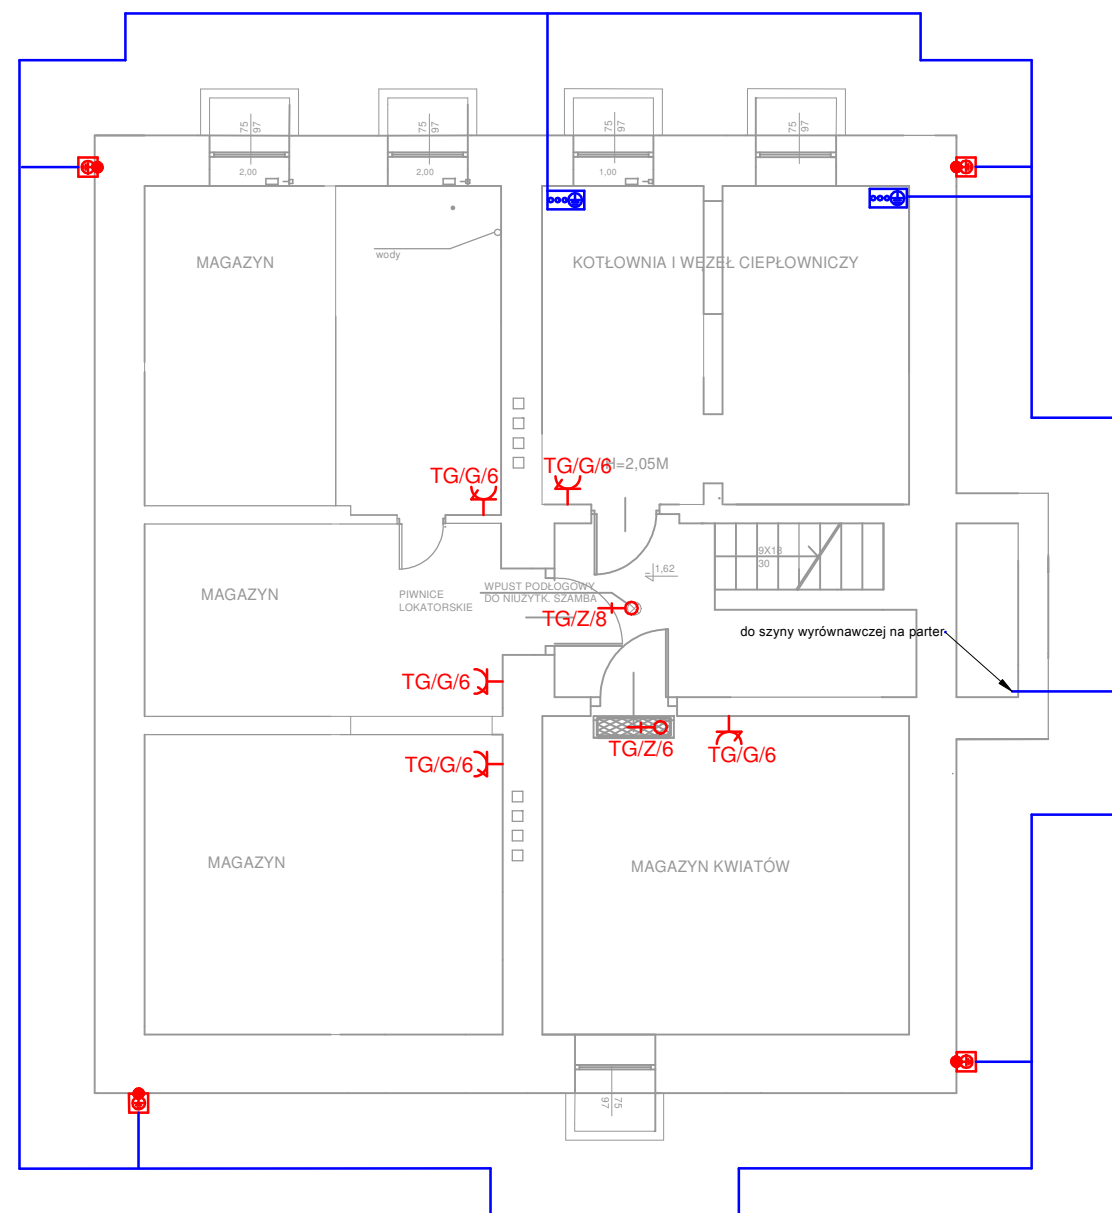 75
97
75
97
75
97
75
97
2,00
2,00
1,00
wody
MAGAZYN
KOTŁOWNIA I WĘZEŁ CIEPŁOWNICZY
TG/G/6
TG/G/6
H=2,05M
9X18
30
1,62
MAGAZYN
PIWNICE
LOKATORSKIE
WPUST PODŁOGOWY
DO NIUŻYTK. SZAMBA
TG/Z/8
do szyny wyrównawczej na parter
TG/G/6
TG/Z/6
TG/G/6
TG/G/6
MAGAZYN
MAGAZYN KWIATÓW
75
97